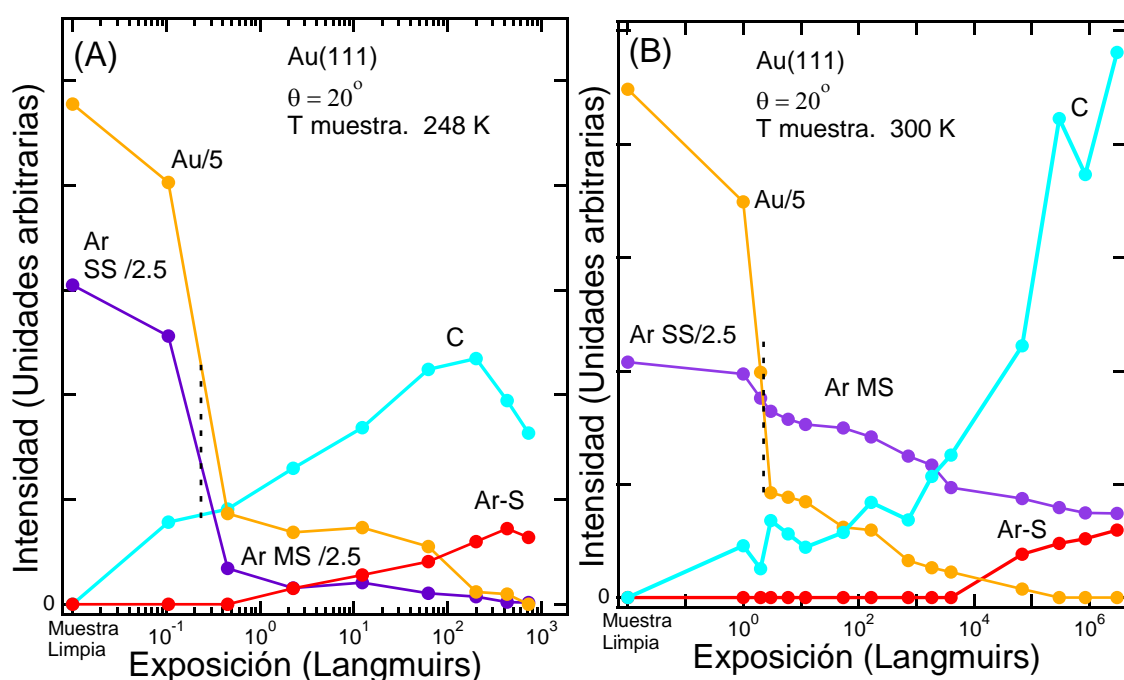 (A)
Au(111)
θ = 20°
T muestra. 248 K
Au/5
Ar
SS /2.5
C
Ar-S
Ar MS /2.5
Intensidad (Unidades arbitrarias)
0
Muestra
Limpia
10⁻¹ 10⁰ 10¹ 10² 10³
Exposición (Langmuirs)
(B)
Au(111)
θ = 20°
T muestra. 300 K
C
Au/5
Ar SS/2.5
Ar MS
Ar-S
Intensidad (Unidades arbitrarias)
0
Muestra
Limpia
10⁰ 10² 10⁴ 10⁶
Exposición (Langmuirs)